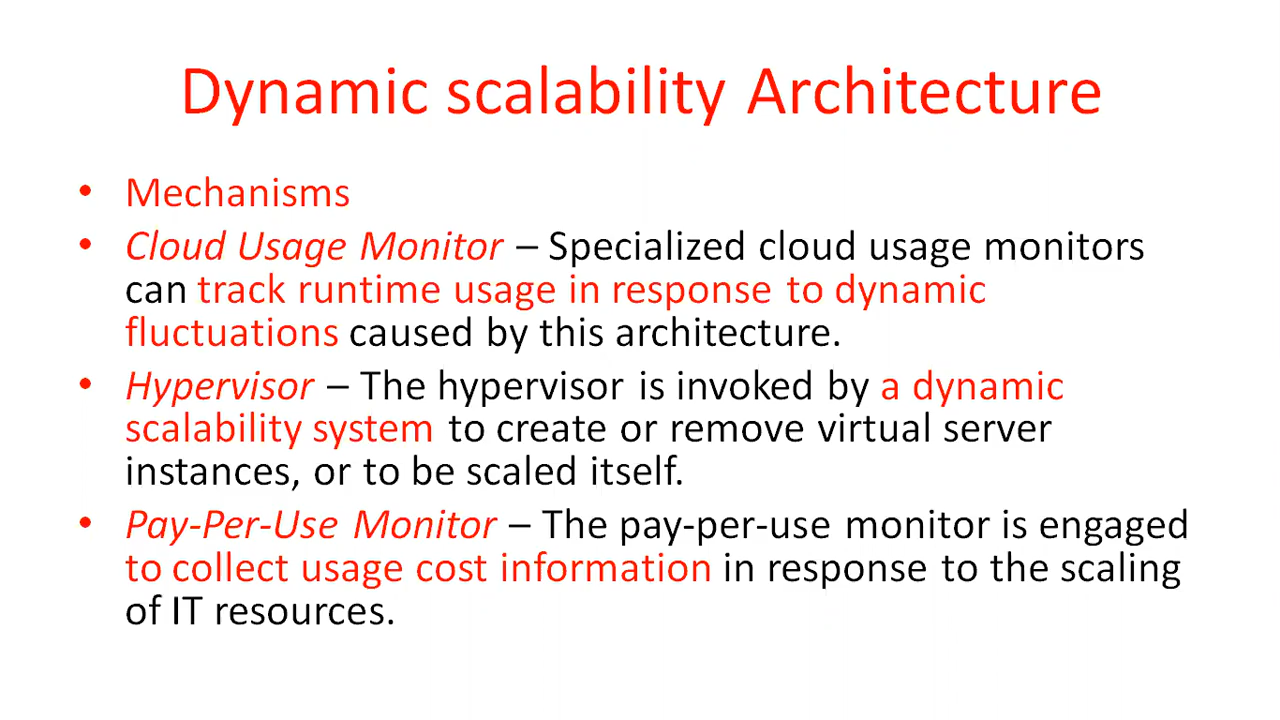 Dynamic scalability Architecture
• Mechanisms
• Cloud Usage Monitor – Specialized cloud usage monitors
can track runtime usage in response to dynamic
fluctuations caused by this architecture.
• Hypervisor – The hypervisor is invoked by a dynamic
scalability system to create or remove virtual server
instances, or to be scaled itself.
• Pay-Per-Use Monitor – The pay-per-use monitor is engaged
to collect usage cost information in response to the scaling
of IT resources.